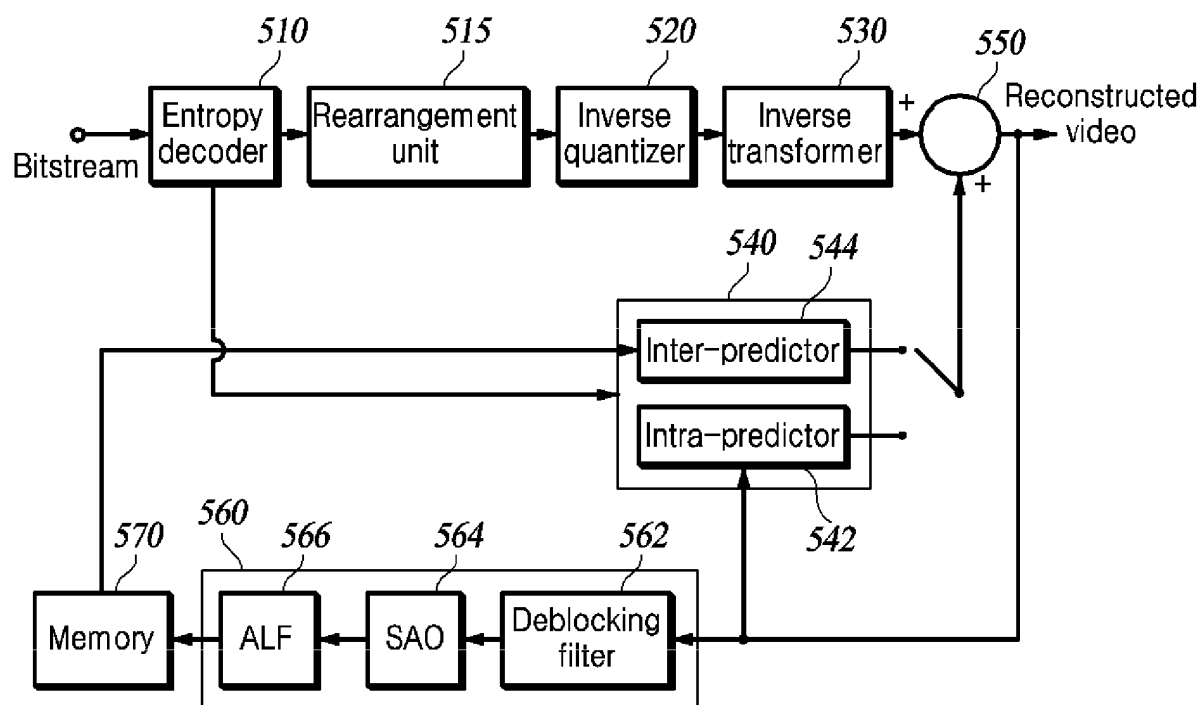 510
515
520
530
550
Entropy
decoder
Rearrangement
unit
Inverse
quantizer
Inverse
transformer
+
+
Reconstructed
video
Bitstream
540
544
Inter-predictor
Intra-predictor
542
560
570
566
564
562
Memory
ALF
SAO
Deblocking
filter